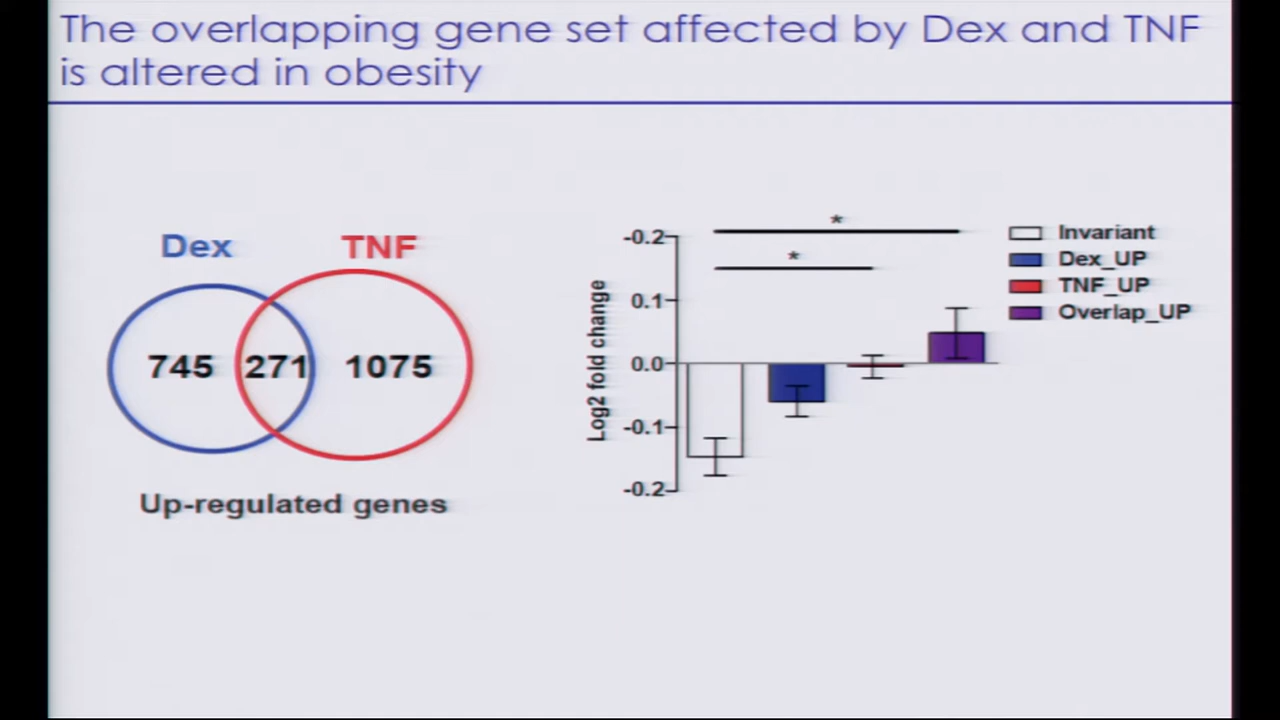 The overlapping gene set affected by Dex and TNF
is altered in obesity
Dex
TNF
745
271
1075
Up-regulated genes
Log2 fold change
-0.2
0.1
0.0
-0.1
-0.2
*
*
Invariant
Dex_UP
TNF_UP
Overlap_UP